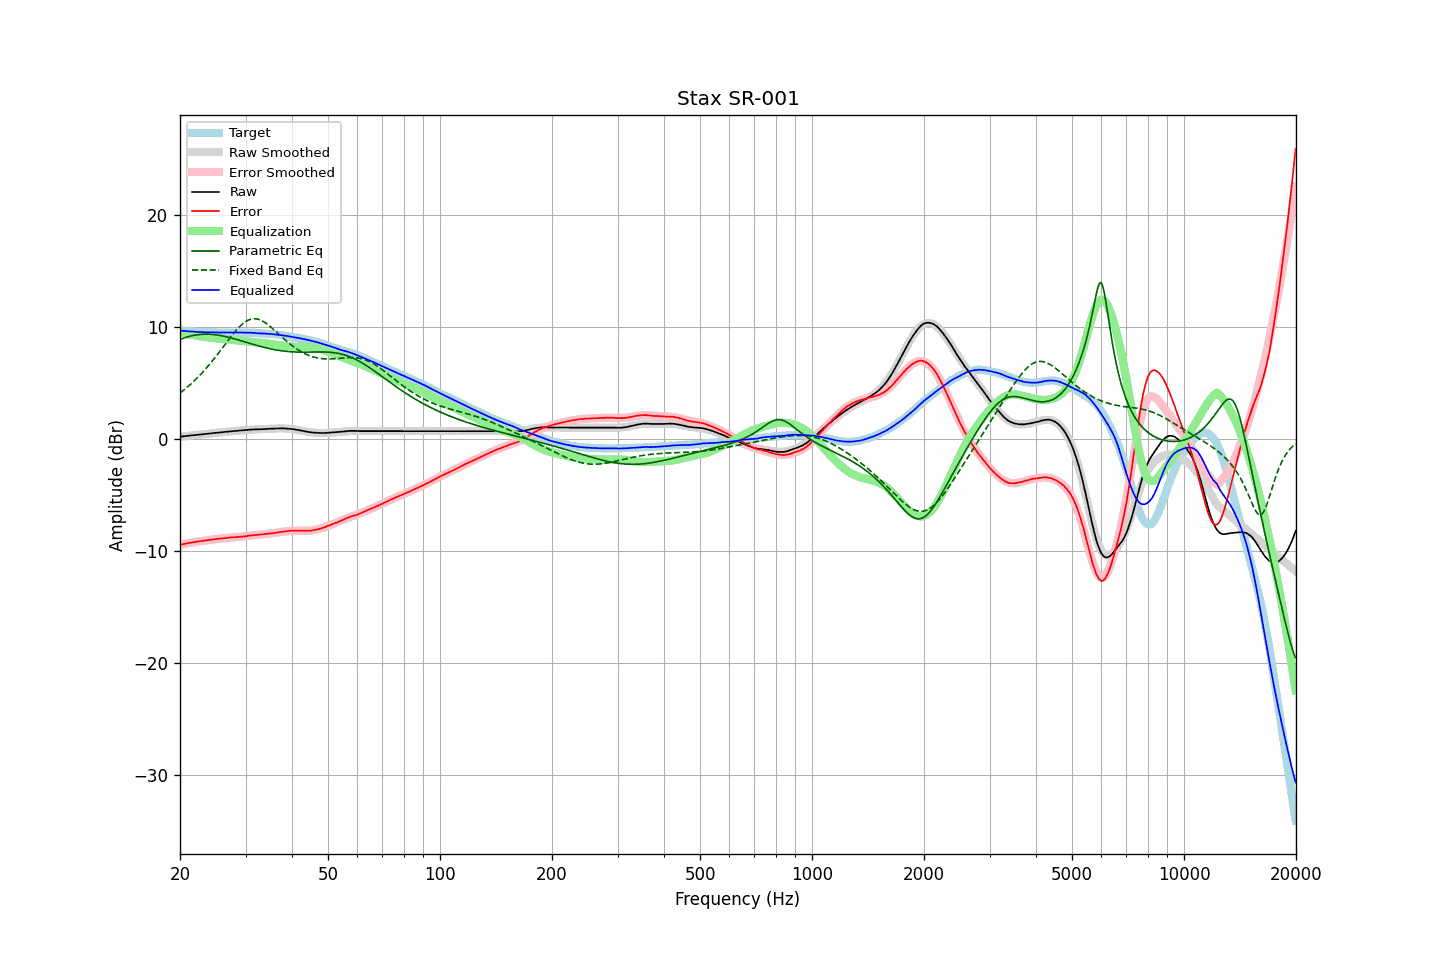 Stax SR-001
Target
Raw Smoothed
Error Smoothed
Raw
Error
Equalization
Parametric Eq
Fixed Band Eq
Equalized
20
10
0
−10
−20
−30
Amplitude (dBr)
20 50 100 200 500 1000 2000 5000 10000 20000
Frequency (Hz)